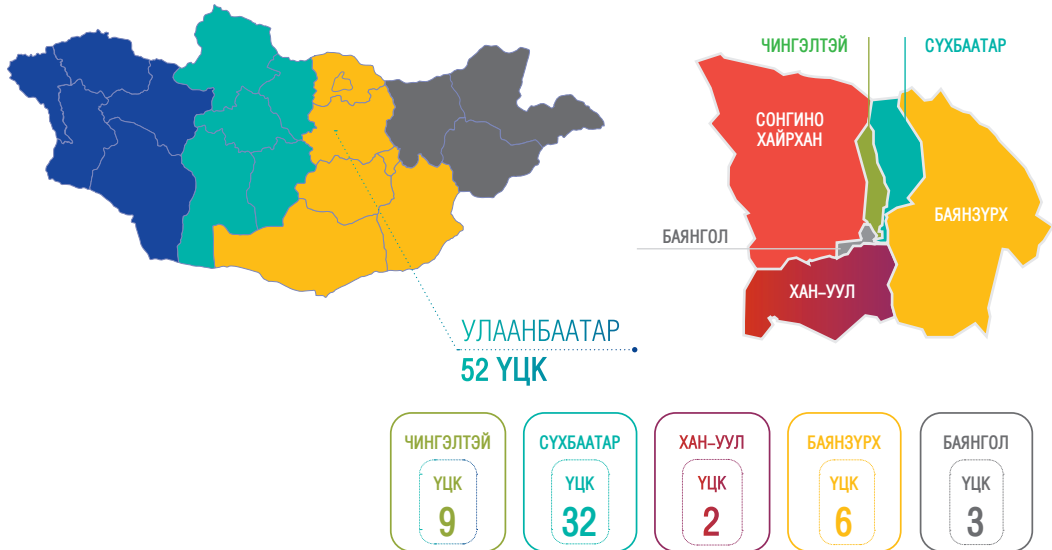 ЧИНГЭЛТЭЙ
СҮХБААТАР
СОНГИНО
ХАЙРХАН
БАЯНЗҮРХ
БАЯНГОЛ
ХАН-УУЛ
УЛААНБААТАР
52 ҮЦК
ЧИНГЭЛТЭЙ
ҮЦК
9
СҮХБААТАР
ҮЦК
32
ХАН-УУЛ
ҮЦК
2
БАЯНЗҮРХ
ҮЦК
6
БАЯНГОЛ
ҮЦК
3